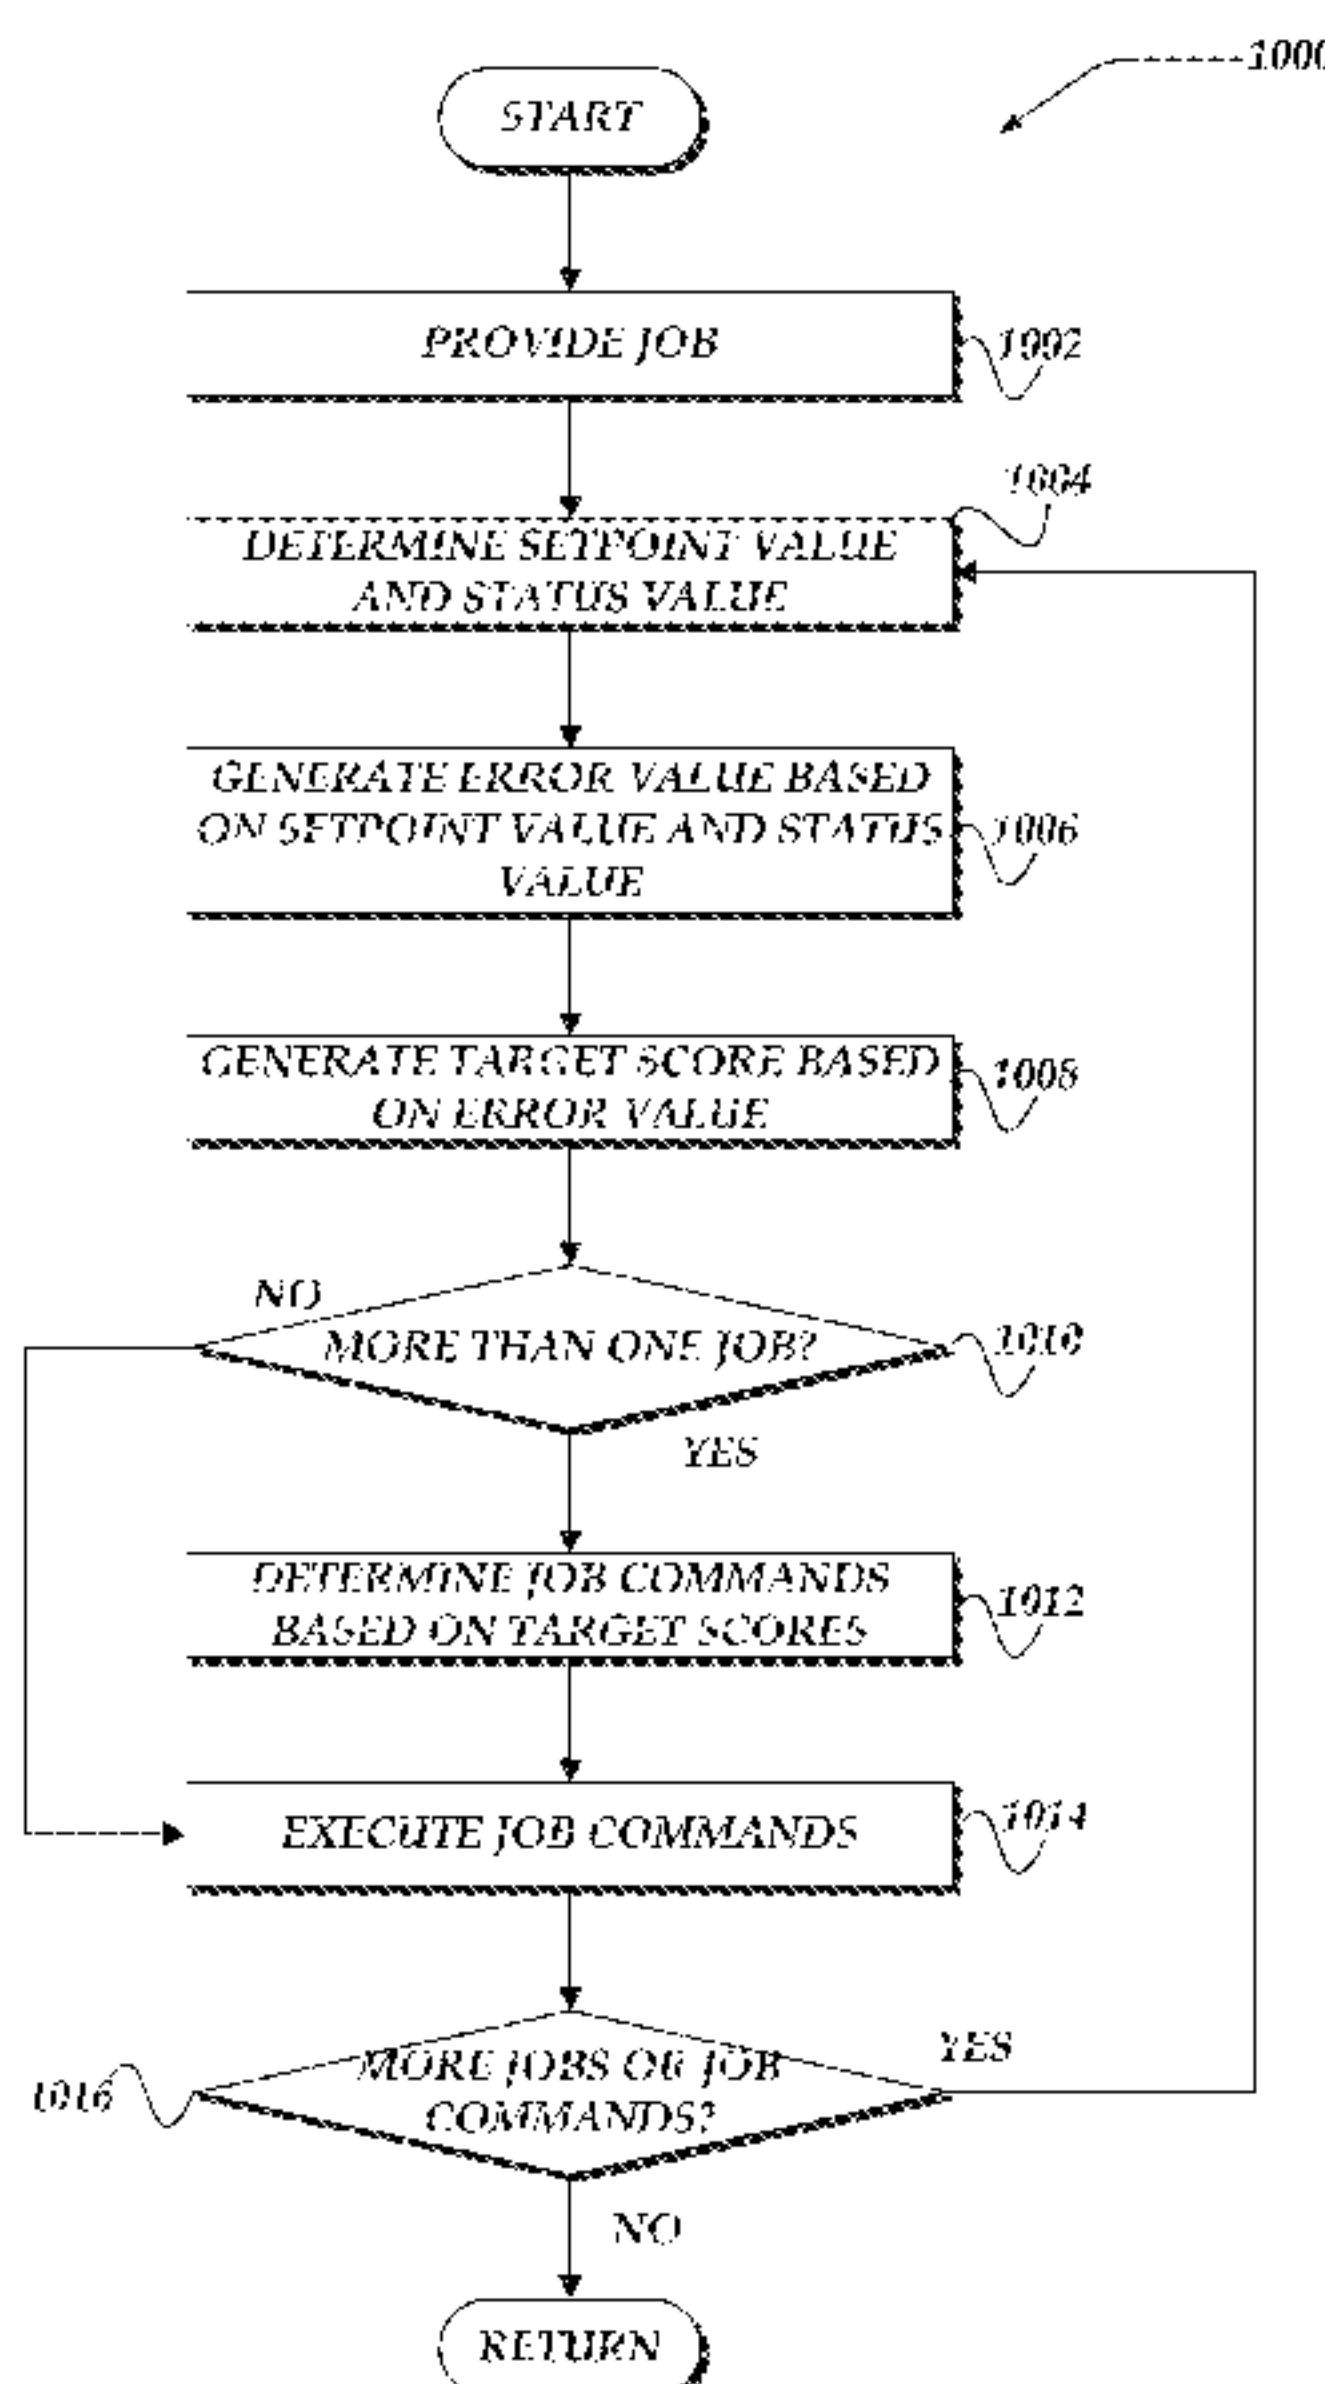 1000
START
PROVIDE JOB
1002
1004
DETERMINE SETPOINT VALUE
AND STATUS VALUE
GENERATE ERROR VALUE BASED
ON SETPOINT VALUE AND STATUS
VALUE
1006
GENERATE TARGET SCORE BASED
ON ERROR VALUE
1008
NO
MORE THAN ONE JOB?
1010
YES
DETERMINE JOB COMMANDS
BASED ON TARGET SCORES
1012
EXECUTE JOB COMMANDS
1014
MORE JOBS OR JOB
COMMANDS?
YES
1016
NO
RETURN